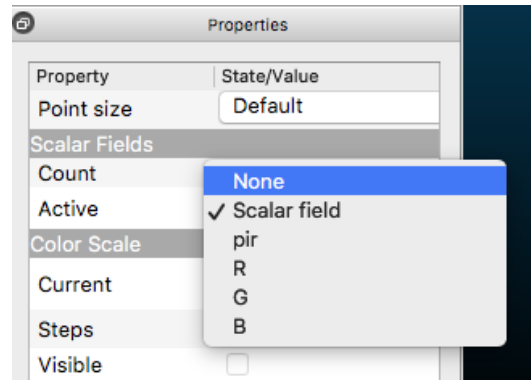 Properties
Property State/Value
Point size Default
Scalar Fields
Count
None
Active
Scalar field
pir
Color Scale
R
Current
G
B
Steps
Visible